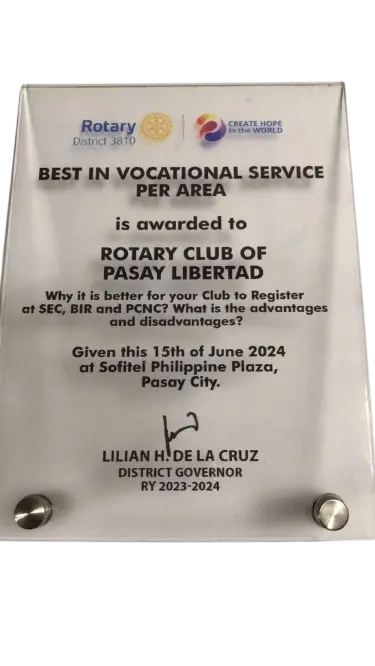 Rotary
District 3810
CREATE HOPE
in the WORLD
BEST IN VOCATIONAL SERVICE
PER AREA
is awarded to
ROTARY CLUB OF
PASAY LIBERTAD
Why it is better for your Club to Register
at SEC, BIR and PCNC? What is the advantages
and disadvantages?
Given this 15th of June 2024
at Sofitel Philippine Plaza,
Pasay City.
LILIAN H. DE LA CRUZ
DISTRICT GOVERNOR
RY 2023-2024